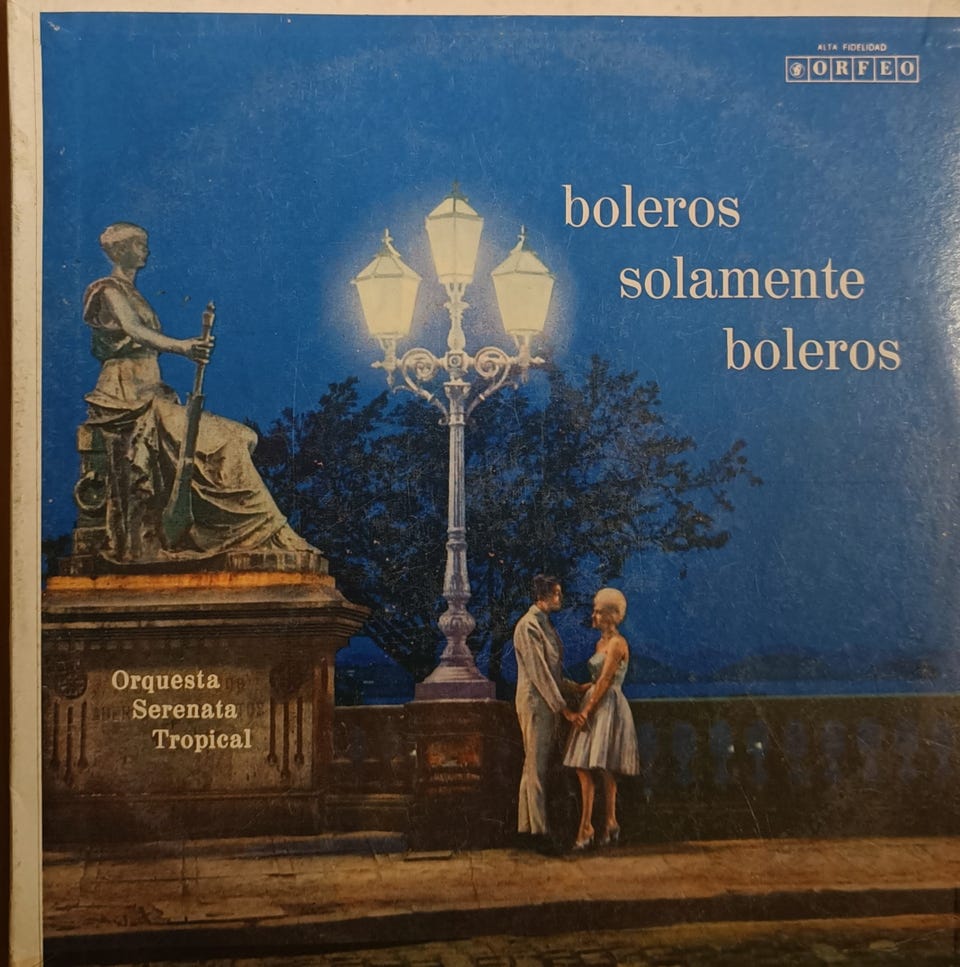 ALTA FIDELIDAD
ORFEO
boleros
solamente
boleros
Orquesta
Serenata
Tropical